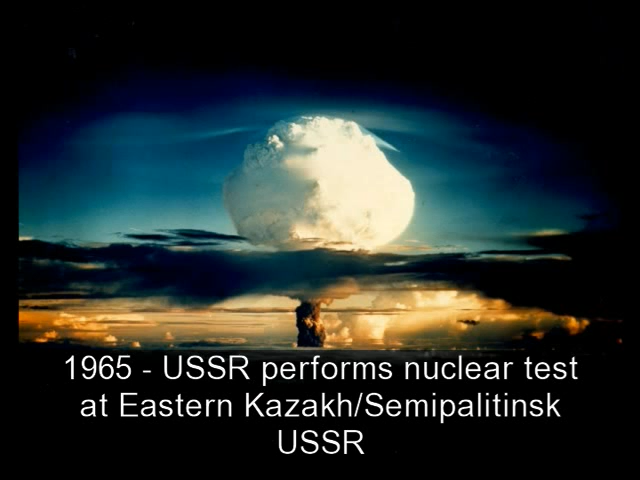 1965 - USSR performs nuclear test
at Eastern Kazakh/Semipalitinsk
USSR